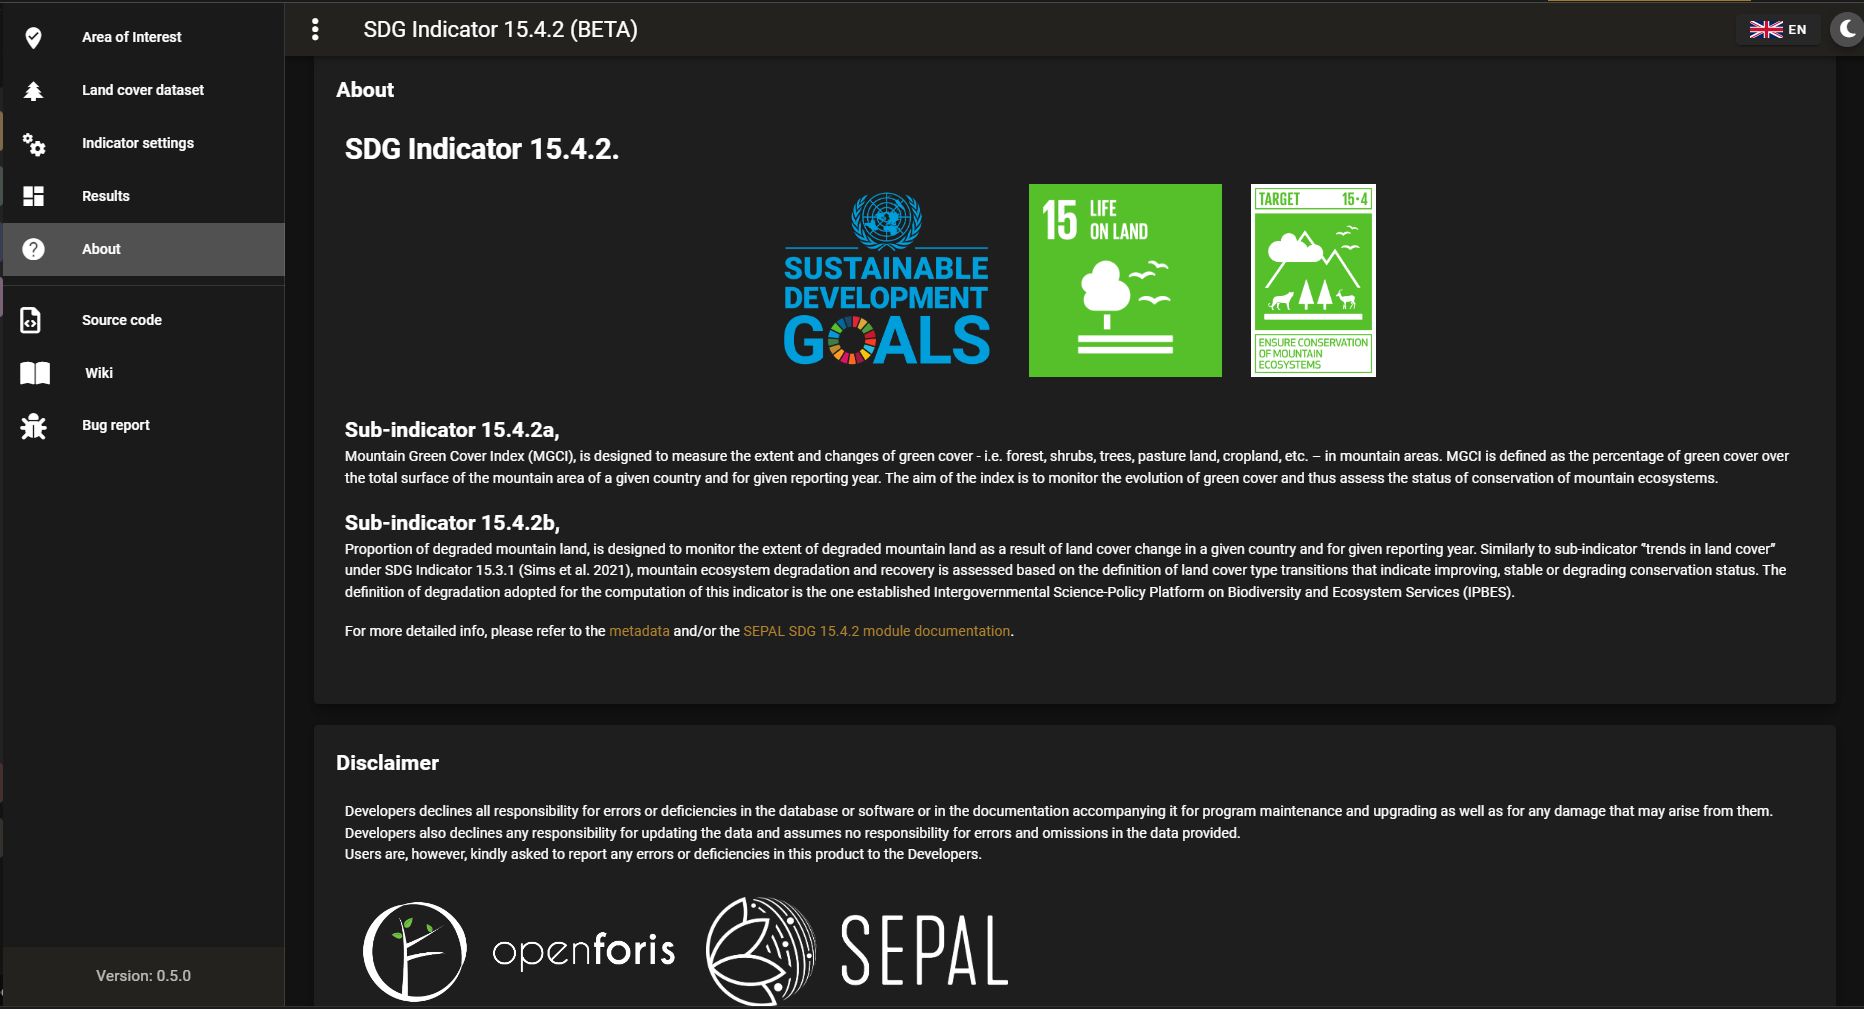 Area of Interest
Land cover dataset
Indicator settings
Results
About
Source code
Wiki
Bug report
Version: 0.5.0
SDG Indicator 15.4.2 (BETA)
EN
About
SDG Indicator 15.4.2.
SUSTAINABLE
DEVELOPMENT
GOALS
15 LIFE
ON LAND
TARGET 15·4
ENSURE CONSERVATION
OF MOUNTAIN
ECOSYSTEMS
Sub-indicator 15.4.2a,
Mountain Green Cover Index (MGCI), is designed to measure the extent and changes of green cover - i.e. forest, shrubs, trees, pasture land, cropland, etc. – in mountain areas. MGCI is defined as the percentage of green cover over
the total surface of the mountain area of a given country and for given reporting year. The aim of the index is to monitor the evolution of green cover and thus assess the status of conservation of mountain ecosystems.
Sub-indicator 15.4.2b,
Proportion of degraded mountain land, is designed to monitor the extent of degraded mountain land as a result of land cover change in a given country and for given reporting year. Similarly to sub-indicator “trends in land cover”
under SDG Indicator 15.3.1 (Sims et al. 2021), mountain ecosystem degradation and recovery is assessed based on the definition of land cover type transitions that indicate improving, stable or degrading conservation status. The
definition of degradation adopted for the computation of this indicator is the one established Intergovernmental Science-Policy Platform on Biodiversity and Ecosystem Services (IPBES).
For more detailed info, please refer to the metadata and/or the SEPAL SDG 15.4.2 module documentation.
Disclaimer
Developers declines all responsibility for errors or deficiencies in the database or software or in the documentation accompanying it for program maintenance and upgrading as well as for any damage that may arise from them.
Developers also declines any responsibility for updating the data and assumes no responsibility for errors and omissions in the data provided.
Users are, however, kindly asked to report any errors or deficiencies in this product to the Developers.
openforis
SEPAL